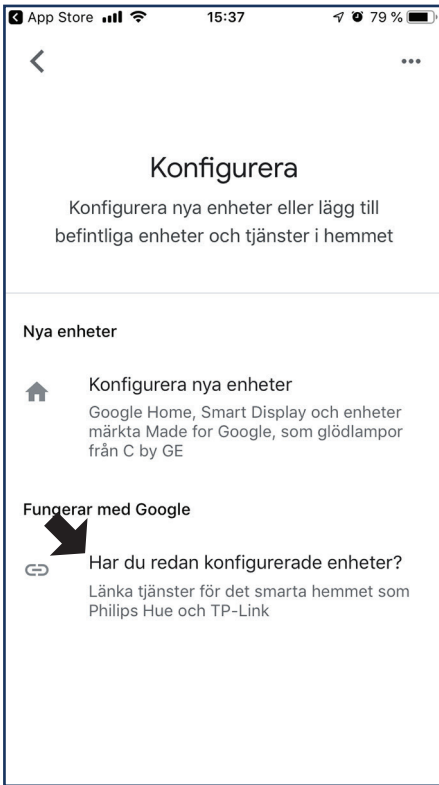 App Store 15:37 79 %
Konfigurera
Konfigurera nya enheter eller lägg till
befintliga enheter och tjänster i hemmet
Nya enheter
Konfigurera nya enheter
Google Home, Smart Display och enheter
märkta Made for Google, som glödlampor
från C by GE
Fungerar med Google
Har du redan konfigurerade enheter?
Länka tjänster för det smarta hemmet som
Philips Hue och TP-Link